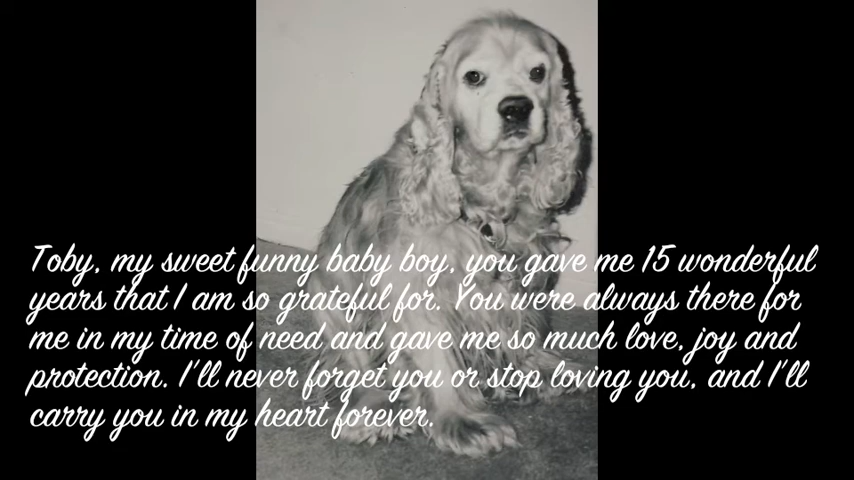 Toby, my sweet funny baby boy, you gave me 15 wonderful
years that I am so grateful for. You were always there for
me in my time of need and gave me so much love, joy and
protection. I'll never forget you or stop loving you, and I'll
carry you in my heart forever.